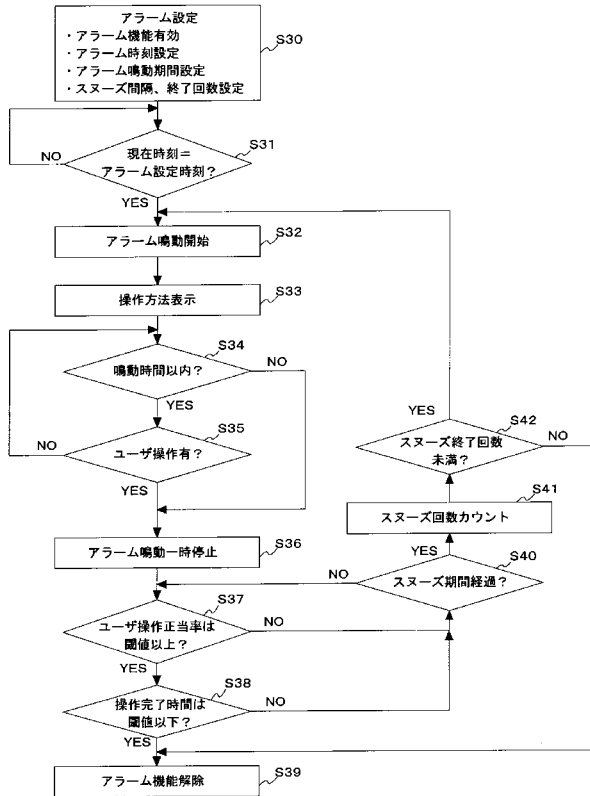 アラーム設定
・アラーム機能有効
・アラーム時刻設定
・アラーム鳴動期間設定
・スヌーズ間隔、終了回数設定
S30
現在時刻＝
アラーム設定時刻？
S31
NO
YES
アラーム鳴動開始
S32
操作方法表示
S33
鳴動時間以内？
S34
NO
YES
ユーザ操作有？
S35
NO
YES
アラーム鳴動一時停止
S36
ユーザ操作正当率は
閾値以上？
S37
NO
YES
操作完了時間は
閾値以下？
S38
NO
YES
アラーム機能解除
S39
スヌーズ期間経過？
S40
NO
YES
スヌーズ回数カウント
S41
スヌーズ終了回数
未満？
S42
YES
NO